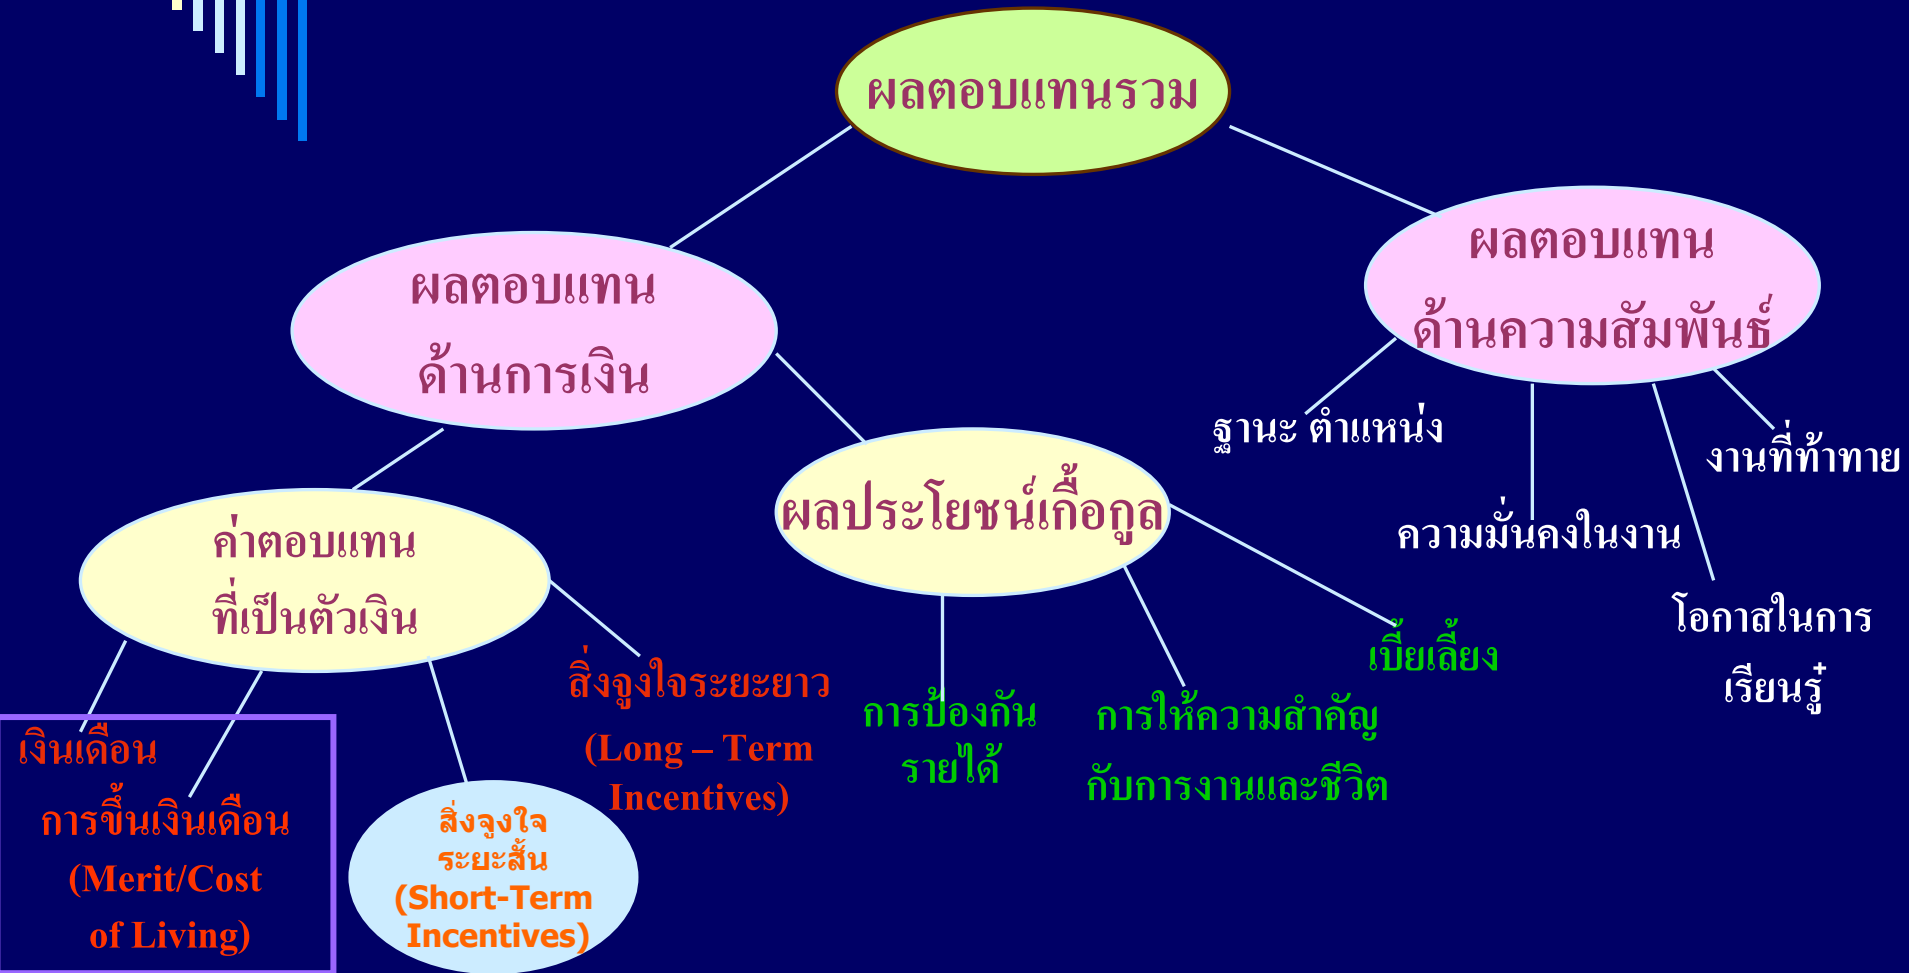 ผลตอบแทนรวม
ผลตอบแทน
ด้านการเงิน
ผลตอบแทน
ด้านความสัมพันธ์
ฐานะ ตำแหน่ง
งานที่ท้าทาย
ความมั่นคงในงาน
โอกาสในการ
เรียนรู๋
ผลประโยชน์เกื้อกูล
ค่าตอบแทน
ที่เป็นตัวเงิน
เบี้ยเลี้ยง
สิ่งจูงใจระยะยาว
(Long – Term
Incentives)
การป้องกัน
รายได้
การให้ความสำคัญ
กับการงานและชีวิต
เงินเดือน
การขึ้นเงินเดือน
(Merit/Cost
of Living)
สิ่งจูงใจ
ระยะสั้น
(Short-Term
Incentives)